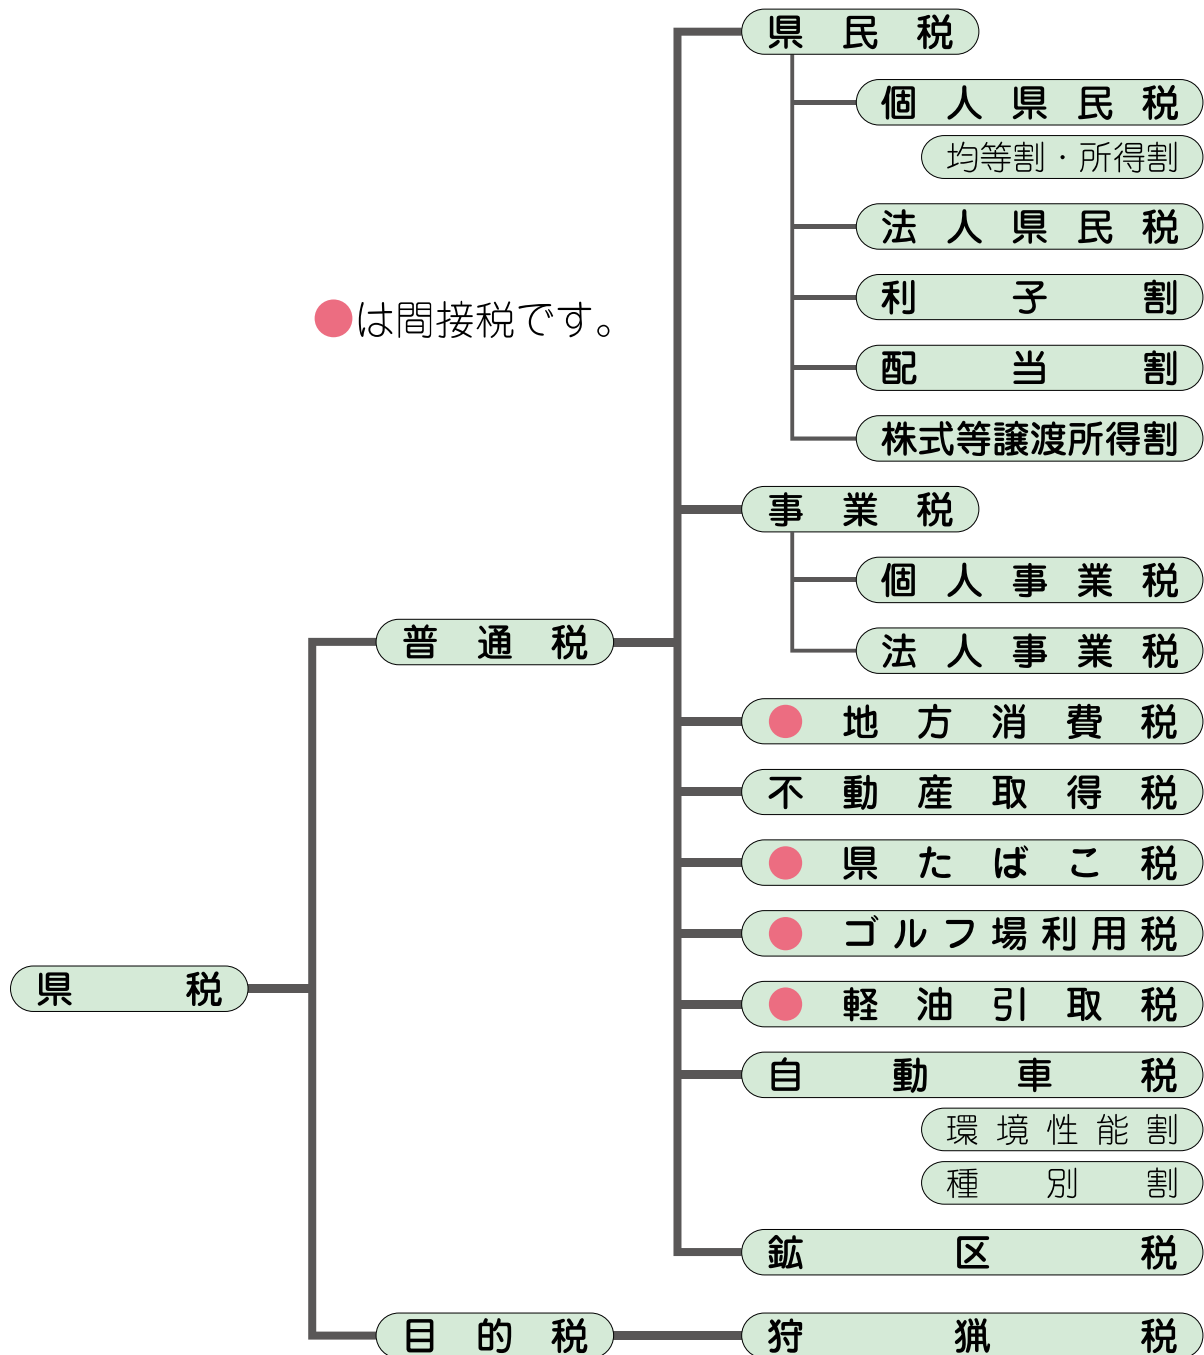 県民税
個人県民税
均等割・所得割
法人県民税
●は間接税です。
利子割
配当割
株式等譲渡所得割
事業税
個人事業税
普通税
法人事業税
●地方消費税
不動産取得税
●県たばこ税
●ゴルフ場利用税
県税
●軽油引取税
自動車税
環境性能割
種別割
鉱区税
目的税
狩猟税